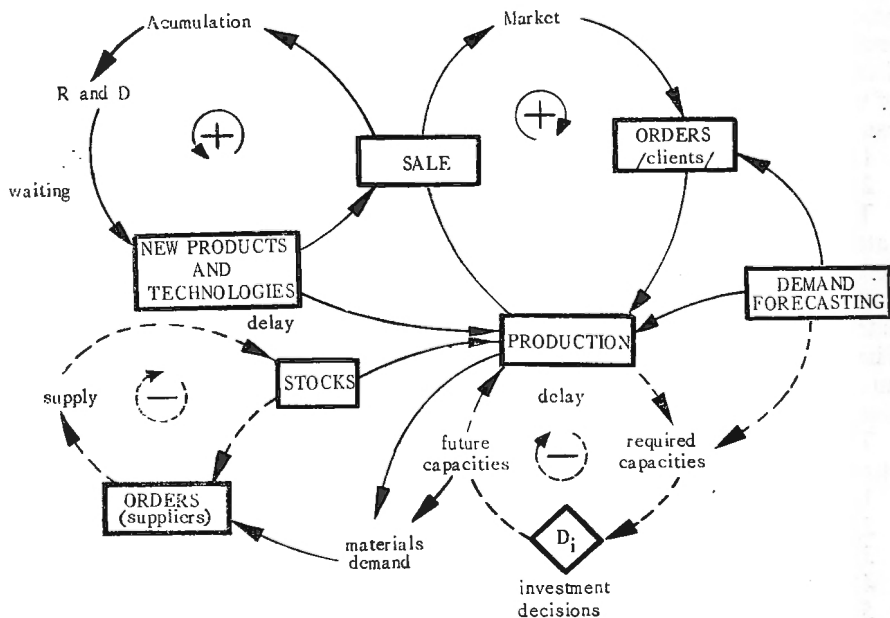 Acumulation
Market
R and D
+
+
ORDERS
/clients/
SALE
waiting
NEW PRODUCTS
AND
TECHNOLOGIES
DEMAND
FORECASTING
delay
PRODUCTION
STOCKS
supply
−
delay
future
capacities
−
required
capacities
ORDERS
(suppliers)
materials
demand
Di
investment
decisions